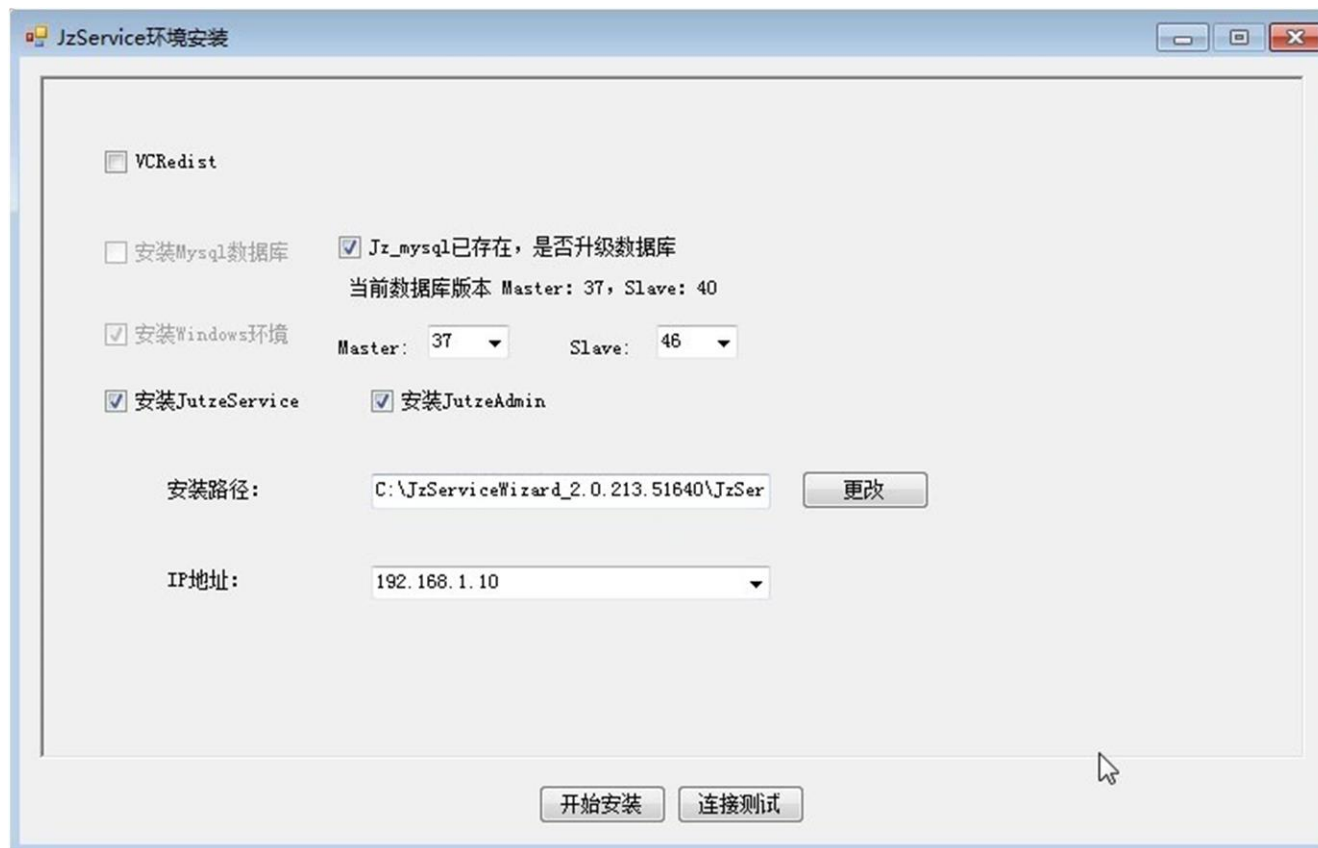 JzService环境安装
VCRedist
安装Mysql数据库
Jz_mysql已存在，是否升级数据库
当前数据库版本 Master: 37, Slave: 40
安装Windows环境
Master: 37 Slave: 46
安装JutzeService 安装JutzeAdmin
安装路径: C:\JzServiceWizard_2.0.213.51640\JzSer 更改
IP地址: 192.168.1.10
开始安装 连接测试